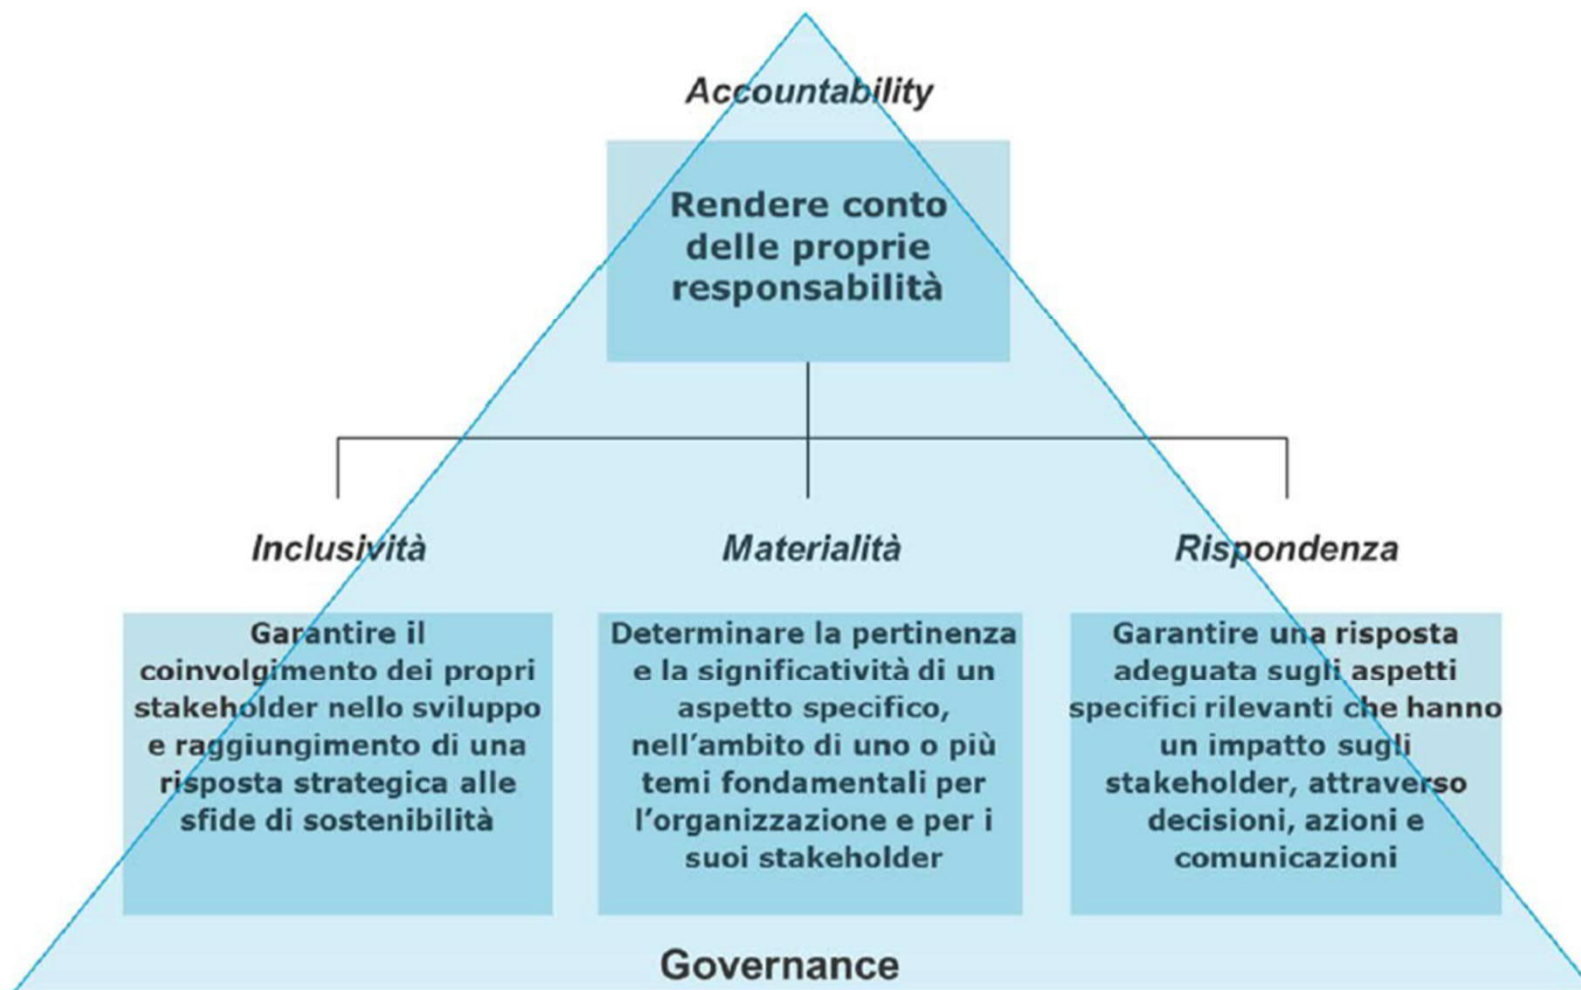 Accountability
Rendere conto
delle proprie
responsabilità
Inclusività
Garantire il
coinvolgimento dei propri
stakeholder nello sviluppo
e raggiungimento di una
risposta strategica alle
sfide di sostenibilità
Materialità
Determinare la pertinenza
e la significatività di un
aspetto specifico,
nell'ambito di uno o più
temi fondamentali per
l'organizzazione e per i
suoi stakeholder
Rispondenza
Garantire una risposta
adeguata sugli aspetti
specifici rilevanti che hanno
un impatto sugli
stakeholder, attraverso
decisioni, azioni e
comunicazioni
Governance